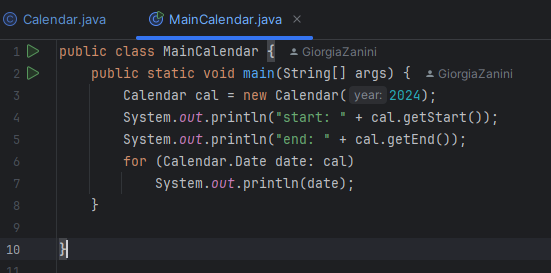 Calendar.java MainCalendar.java
1 public class MainCalendar { GiorgiaZanini
2 public static void main(String[] args) { GiorgiaZanini
3 Calendar cal = new Calendar( year: 2024);
4 System.out.println("start: " + cal.getStart());
5 System.out.println("end: " + cal.getEnd());
6 for (Calendar.Date date: cal)
7 System.out.println(date);
8 }
9
10 }
11